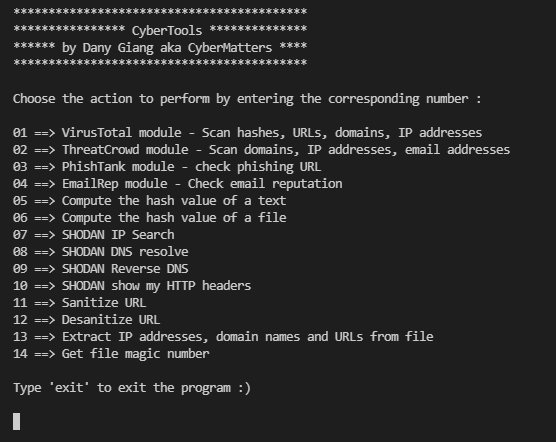 ******************************************
**************** CyberTools **************
****** by Dany Giang aka CyberMatters ****
******************************************
Choose the action to perform by entering the corresponding number :
01 ==> VirusTotal module - Scan hashes, URLs, domains, IP addresses
02 ==> ThreatCrowd module - Scan domains, IP addresses, email addresses
03 ==> PhishTank module - check phishing URL
04 ==> EmailRep module - Check email reputation
05 ==> Compute the hash value of a text
06 ==> Compute the hash value of a file
07 ==> SHODAN IP Search
08 ==> SHODAN DNS resolve
09 ==> SHODAN Reverse DNS
10 ==> SHODAN show my HTTP headers
11 ==> Sanitize URL
12 ==> Desanitize URL
13 ==> Extract IP addresses, domain names and URLs from file
14 ==> Get file magic number
Type 'exit' to exit the program :)